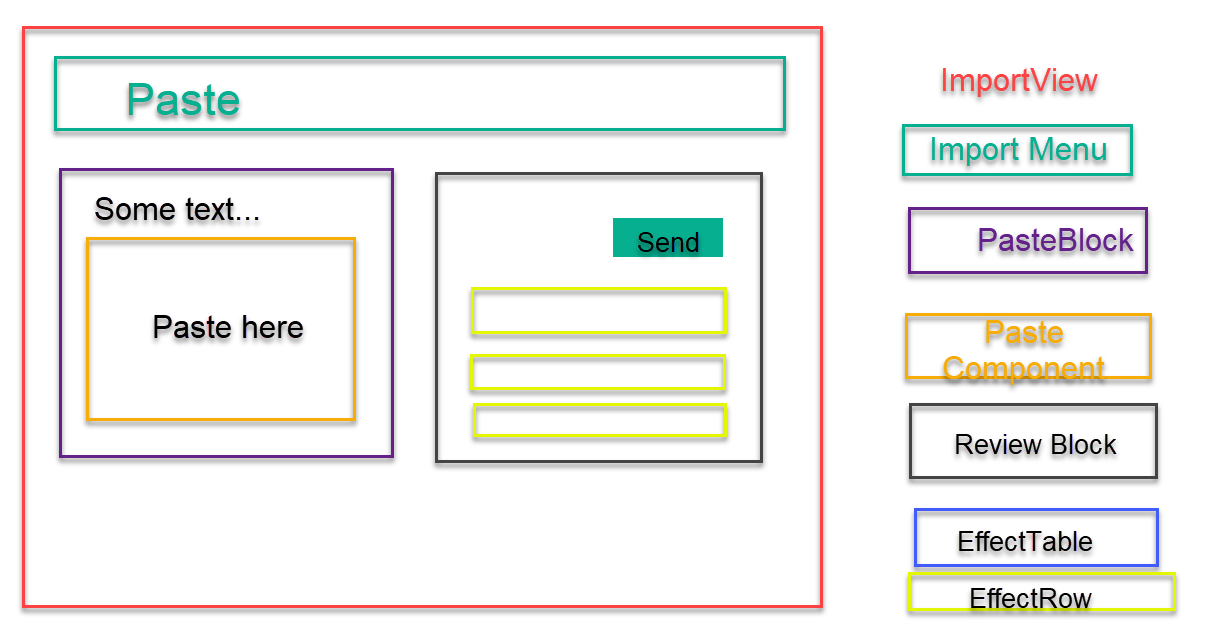 Paste
Some text...
Paste here
Send
ImportView
Import Menu
PasteBlock
Paste
Component
Review Block
EffectTable
EffectRow